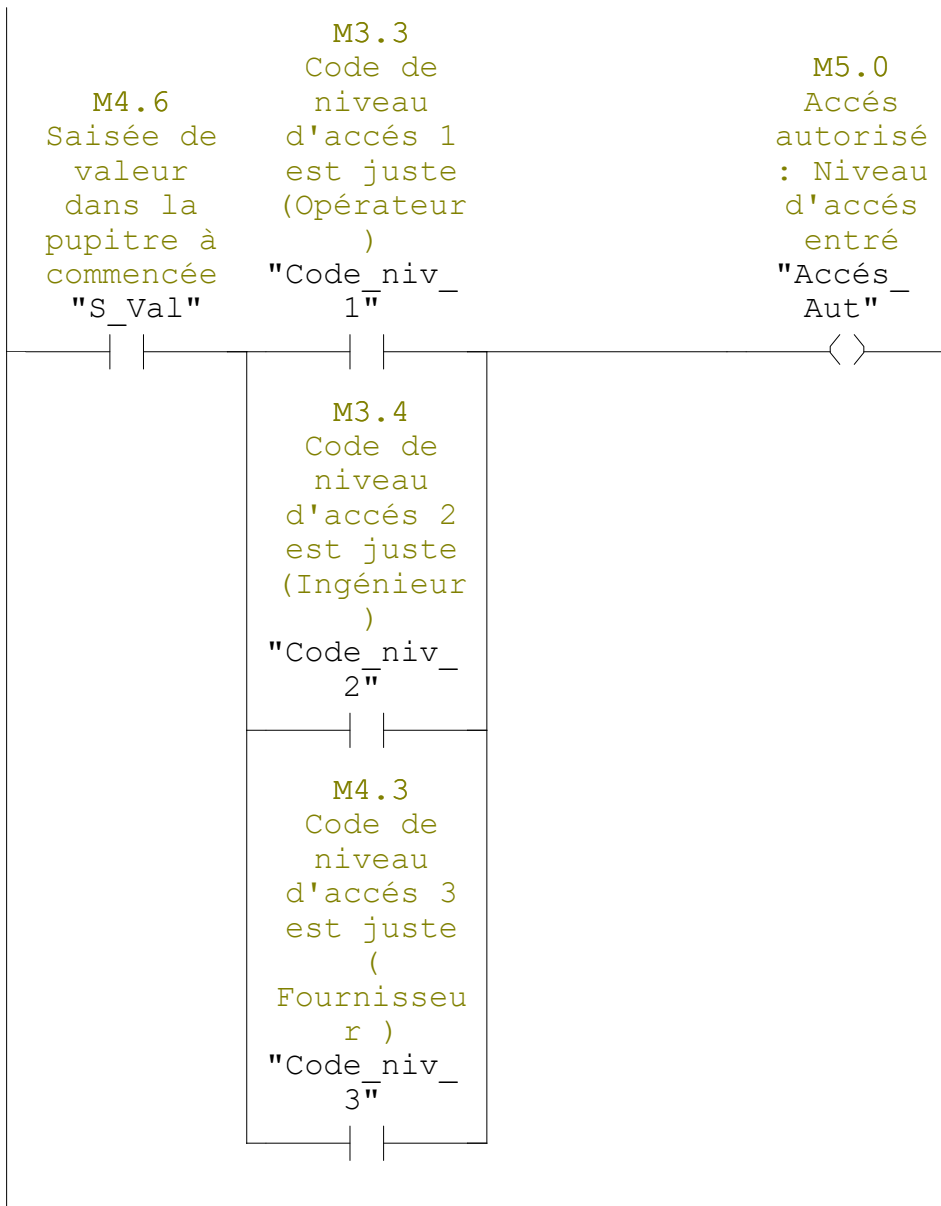 M4.6
Saisée de
valeur
dans la
pupitre à
commencée
"S_Val"
M3.3
Code de
niveau
d'accés 1
est juste
(Opérateur
)
"Code_niv_
1"
M5.0
Accés
autorisé
: Niveau
d'accés
entré
"Accés_
Aut"
M3.4
Code de
niveau
d'accés 2
est juste
(Ingénieur
)
"Code_niv_
2"
M4.3
Code de
niveau
d'accés 3
est juste
(
Fournisseu
r )
"Code_niv_
3"